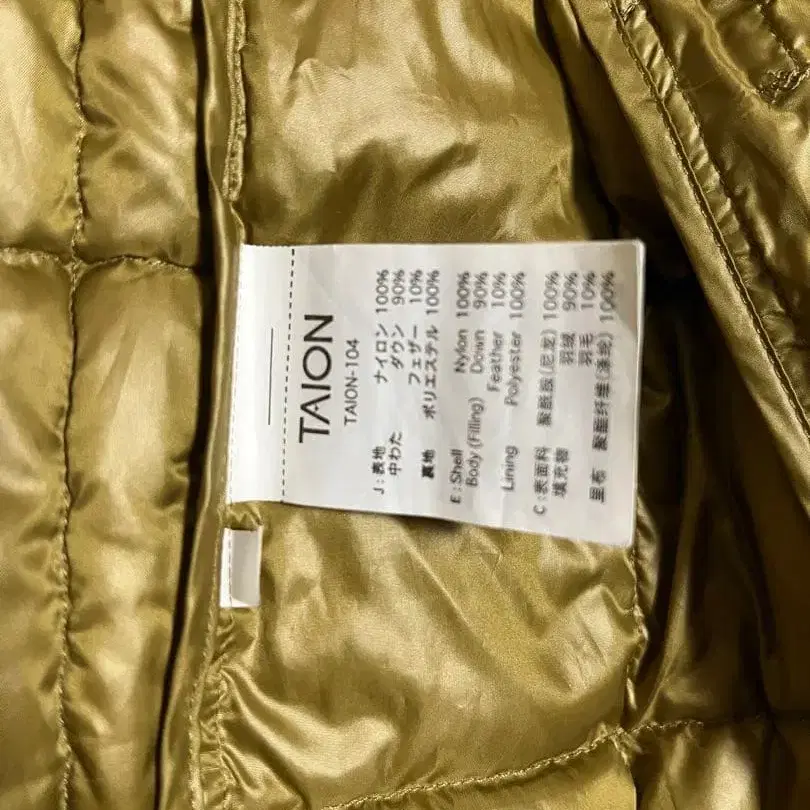 TAION
TAION-104
J : 表地 ナイロン 100%
中わた ダウン 90%
フェザー 10%
裏地 ポリエステル 100%
E : Shell Nylon 100%
Body (Filling) Down 90%
Feather 10%
Lining Polyester 100%
C : 表面料 聚酰胺(尼龙) 100%
填充料 羽绒 90%
羽毛 10%
里布 聚酯纤维(涤纶) 100%